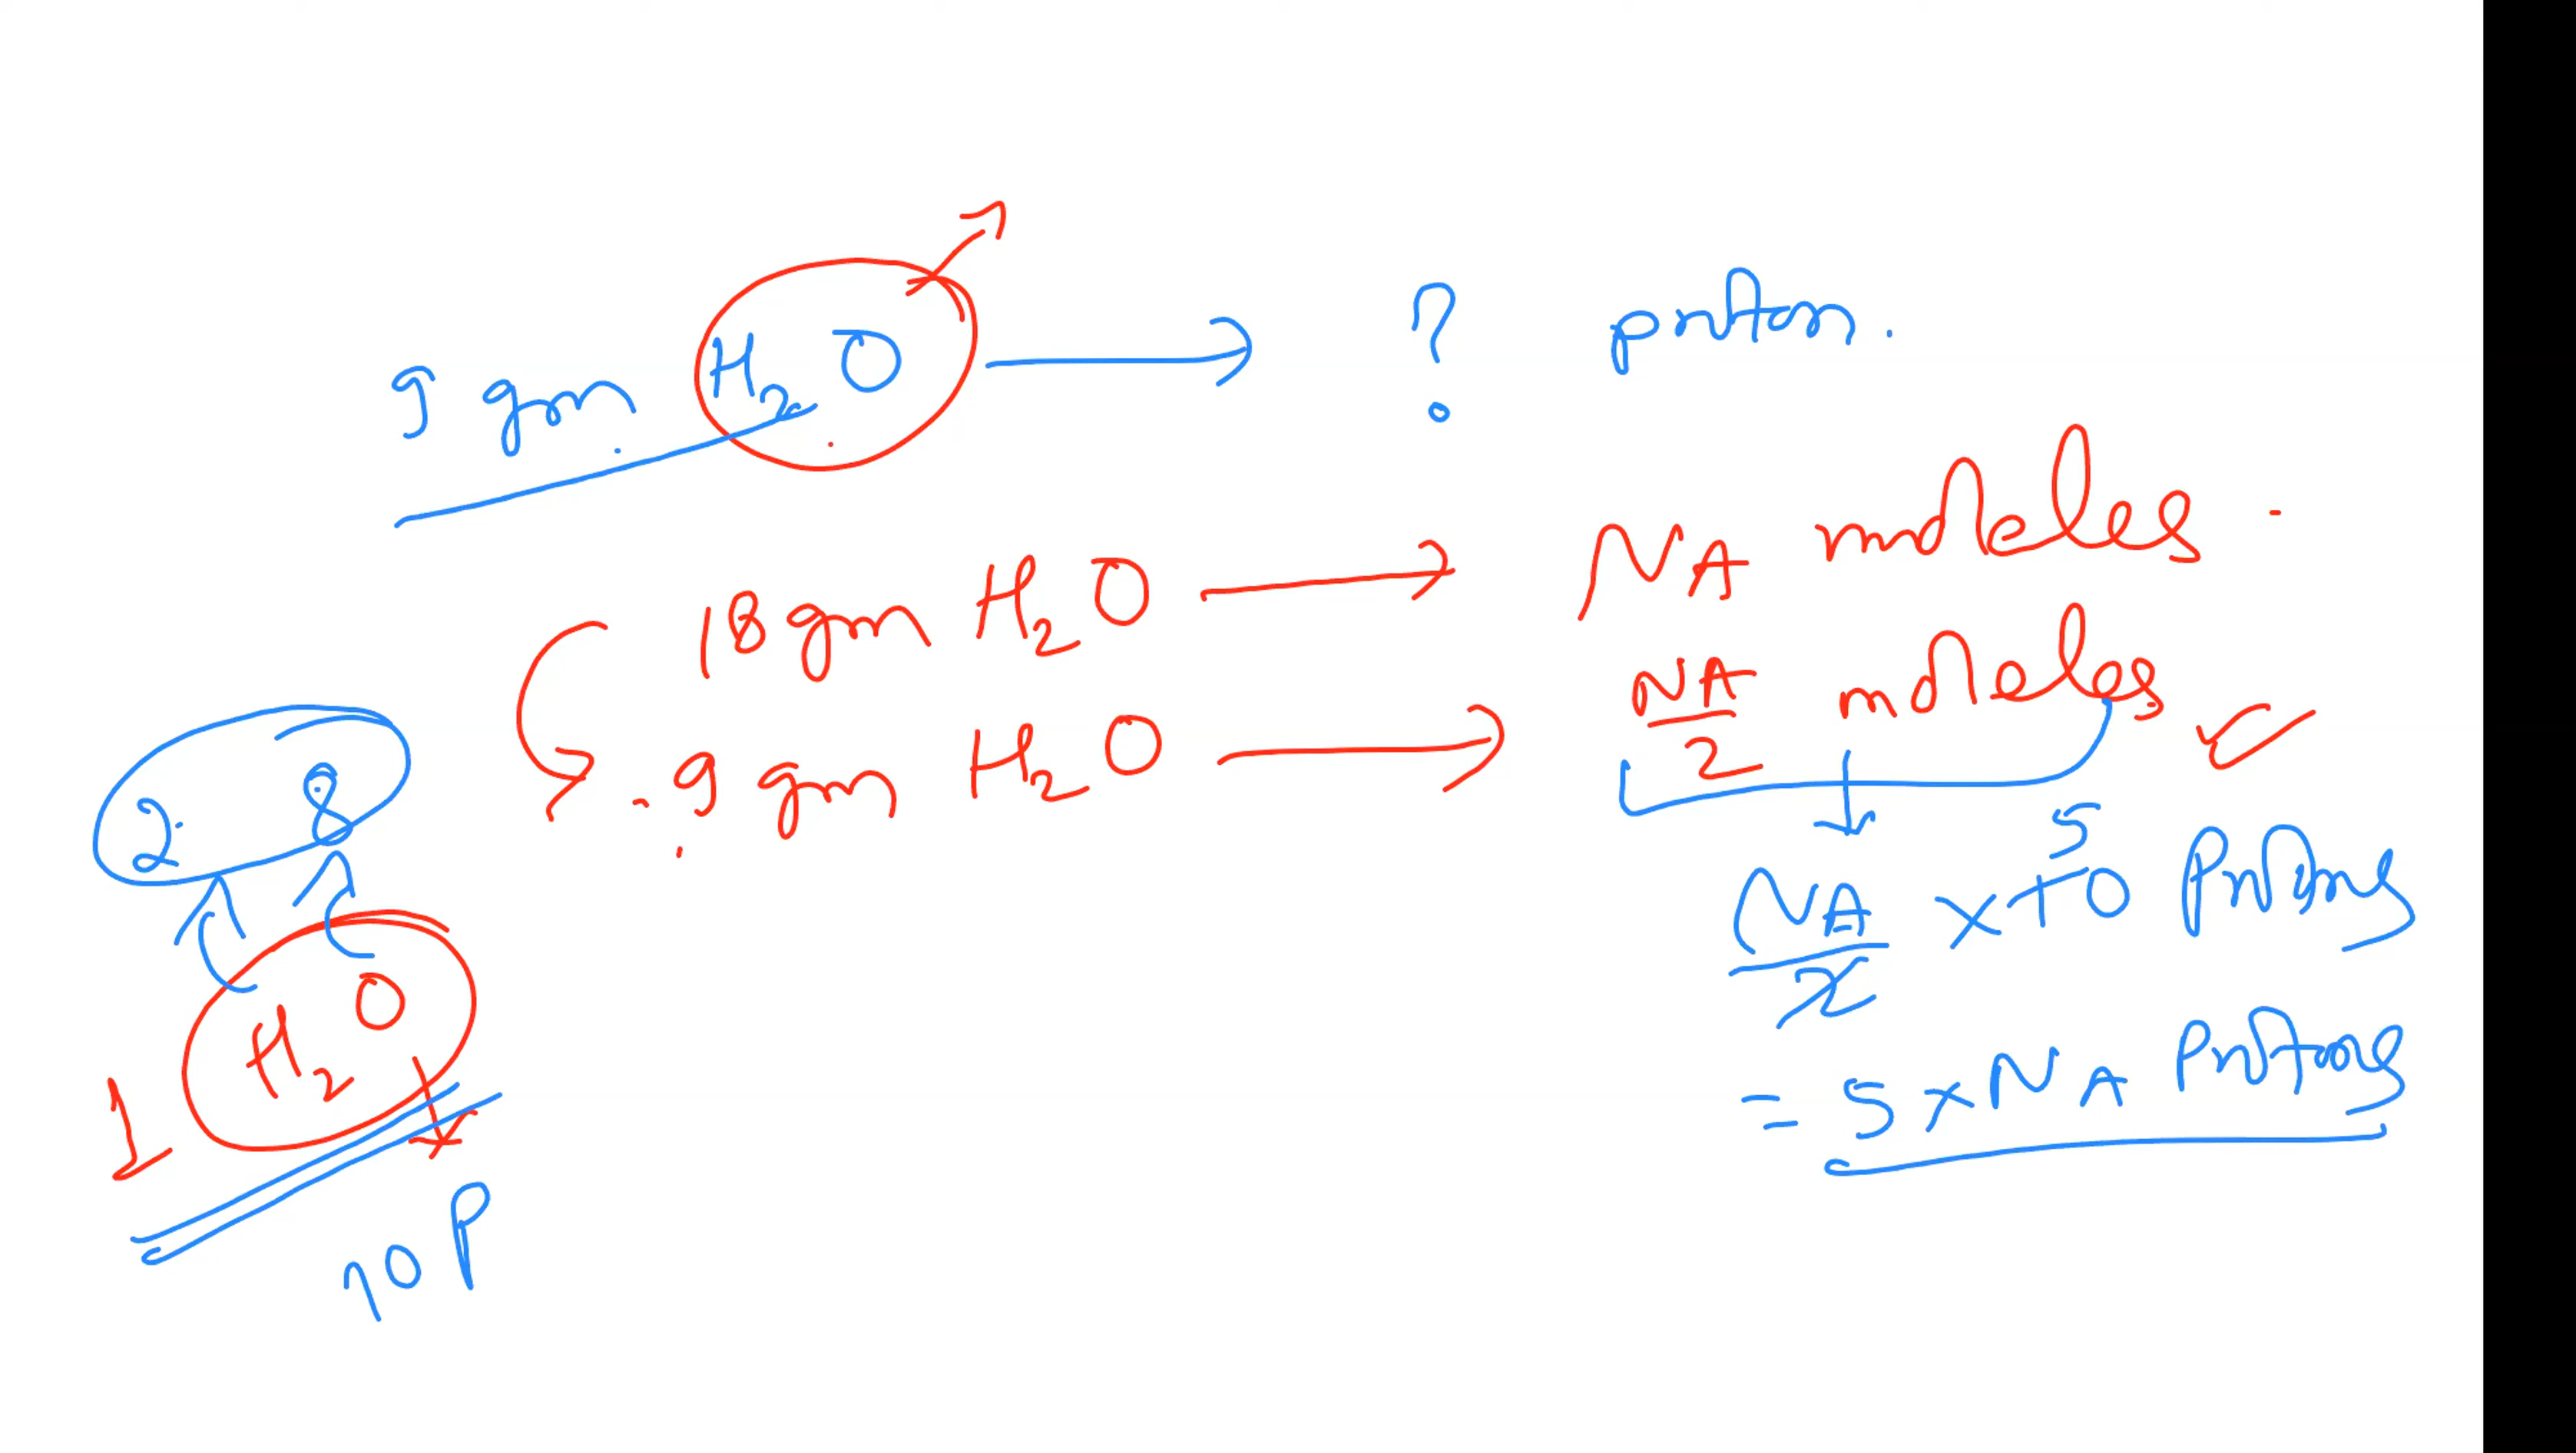 9 gm H₂O → ? proton.
18 gm H₂O → NA moleles.
9 gm H₂O → NA/2 moleles
2 8
NA/2 × 10 Protons
5
= 5 × NA Protons
1 H₂O
10 P